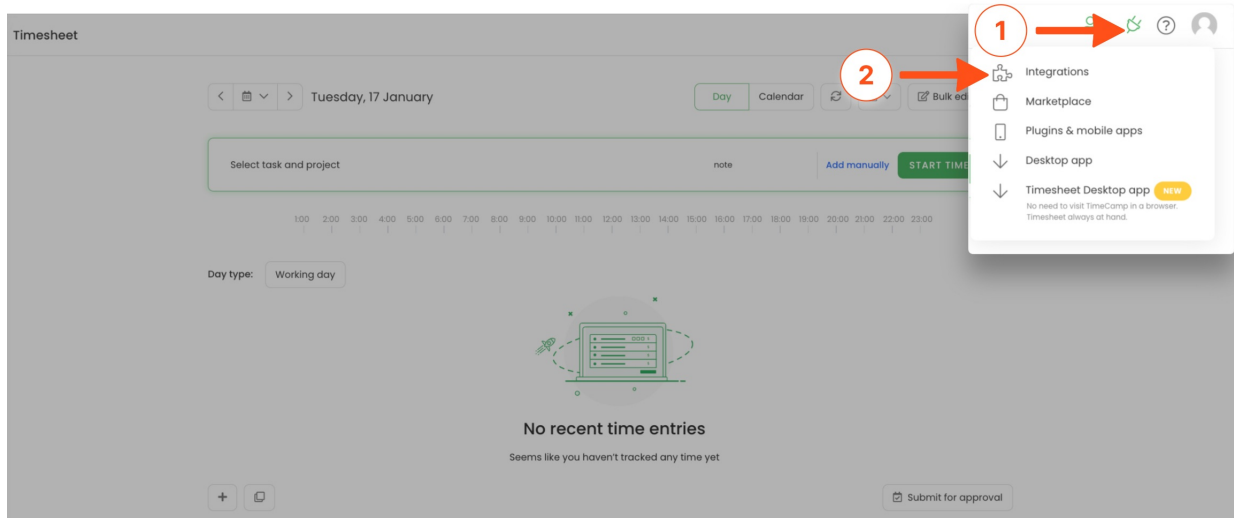 Timesheet
1
2
Tuesday, 17 January
Day
Calendar
Bulk edi
Select task and project
note
Add manually
START TIME
1:00 2:00 3:00 4:00 5:00 6:00 7:00 8:00 9:00 10:00 11:00 12:00 13:00 14:00 15:00 16:00 17:00 18:00 19:00 20:00 21:00 22:00 23:00
Day type:
Working day
No recent time entries
Seems like you haven't tracked any time yet
Submit for approval
Integrations
Marketplace
Plugins & mobile apps
Desktop app
Timesheet Desktop app NEW
No need to visit TimeCamp in a browser.
Timesheet always at hand.